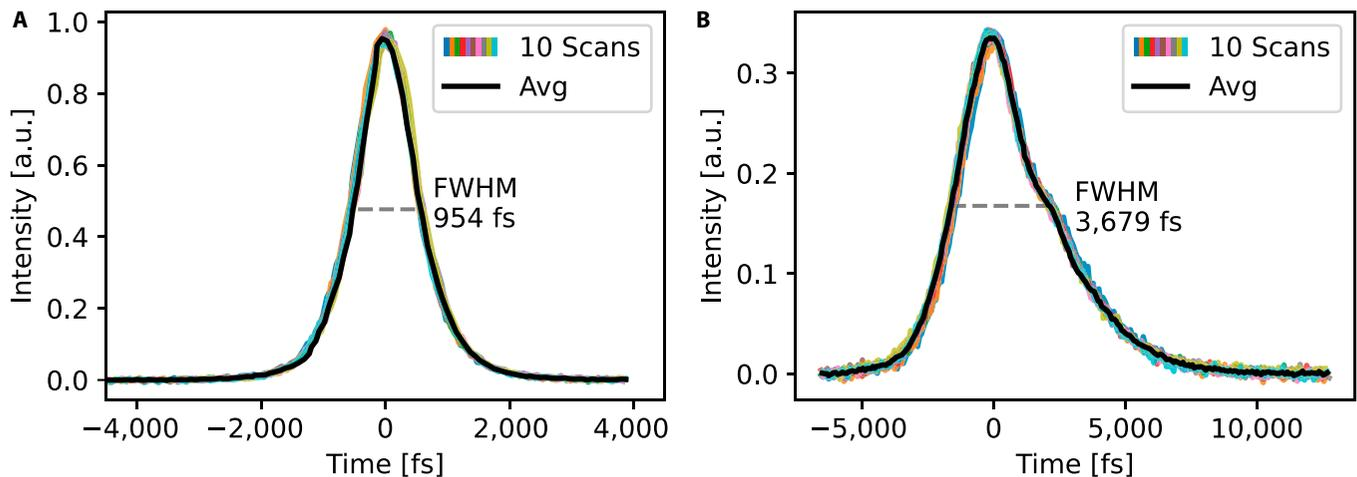 A
1.0
0.8
0.6
0.4
0.2
0.0
Intensity [a.u.]
10 Scans
Avg
FWHM
954 fs
−4,000 −2,000 0 2,000 4,000
Time [fs]
B
0.3
0.2
0.1
0.0
Intensity [a.u.]
10 Scans
Avg
FWHM
3,679 fs
−5,000 0 5,000 10,000
Time [fs]